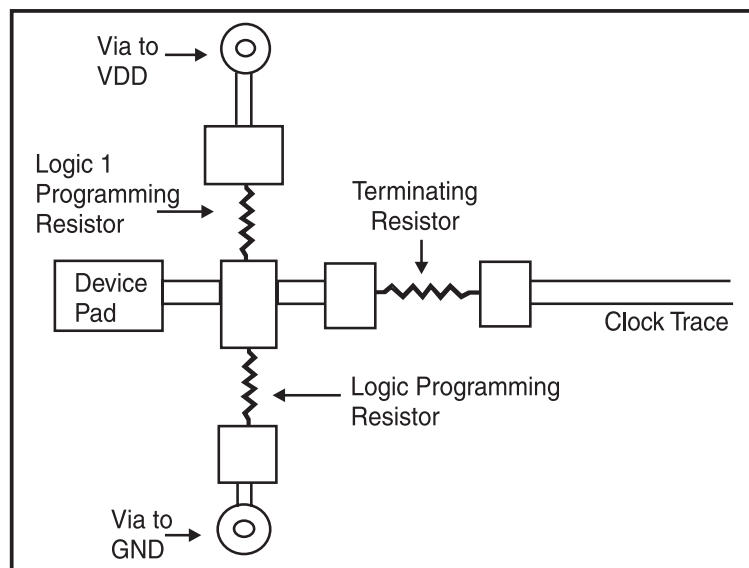 Via to
VDD
Logic 1
Programming
Resistor
Terminating
Resistor
Device
Pad
Clock Trace
Logic Programming
Resistor
Via to
GND